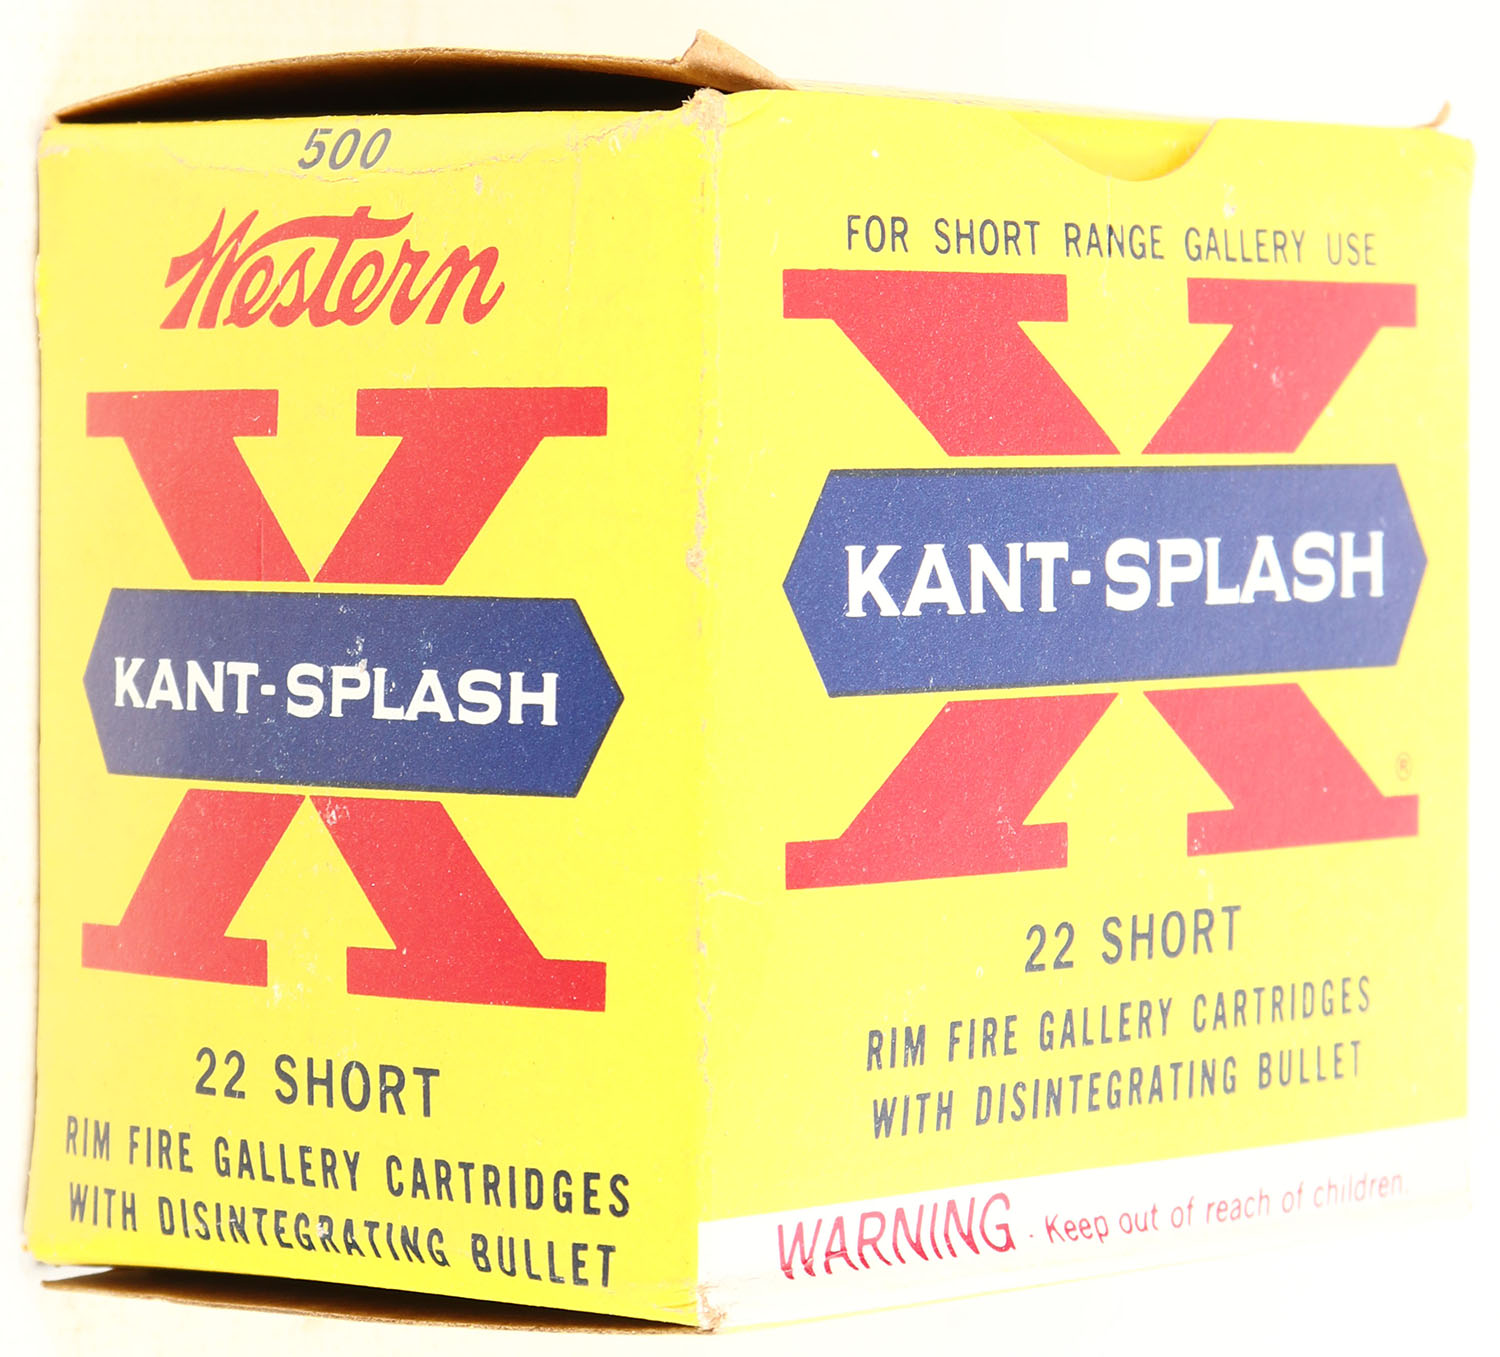 500
Western
X
KANT-SPLASH
22 SHORT
RIM FIRE GALLERY CARTRIDGES
WITH DISINTEGRATING BULLET
FOR SHORT RANGE GALLERY USE
X
KANT-SPLASH
®
22 SHORT
RIM FIRE GALLERY CARTRIDGES
WITH DISINTEGRATING BULLET
WARNING - Keep out of reach of children.